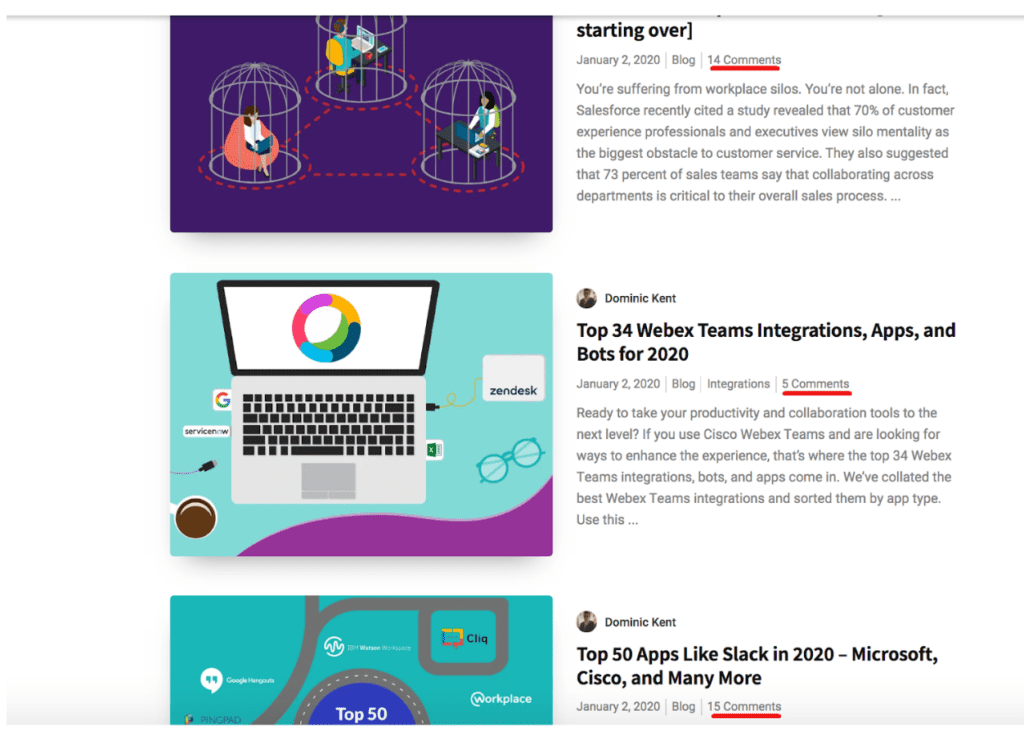 starting over]
January 2, 2020 | Blog | 14 Comments
You're suffering from workplace silos. You're not alone. In fact,
Salesforce recently cited a study revealed that 70% of customer
experience professionals and executives view silo mentality as
the biggest obstacle to customer service. They also suggested
that 73 percent of sales teams say that collaborating across
departments is critical to their overall sales process. ...
zendesk
servicenow
Dominic Kent
Top 34 Webex Teams Integrations, Apps, and
Bots for 2020
January 2, 2020 | Blog | Integrations | 5 Comments
Ready to take your productivity and collaboration tools to the
next level? If you use Cisco Webex Teams and are looking for
ways to enhance the experience, that's where the top 34 Webex
Teams integrations, bots, and apps come in. We've collated the
best Webex Teams integrations and sorted them by app type.
Use this ...
Cliq
IBM Watson Workspace
Google Hangouts
Workplace
Top 50
PINGPAD
Dominic Kent
Top 50 Apps Like Slack in 2020 – Microsoft,
Cisco, and Many More
January 2, 2020 | Blog | 15 Comments